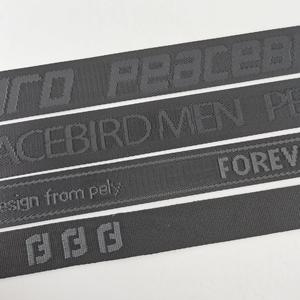 PEACEB
ACEBIRD MEN PE
esign from pely FOREV